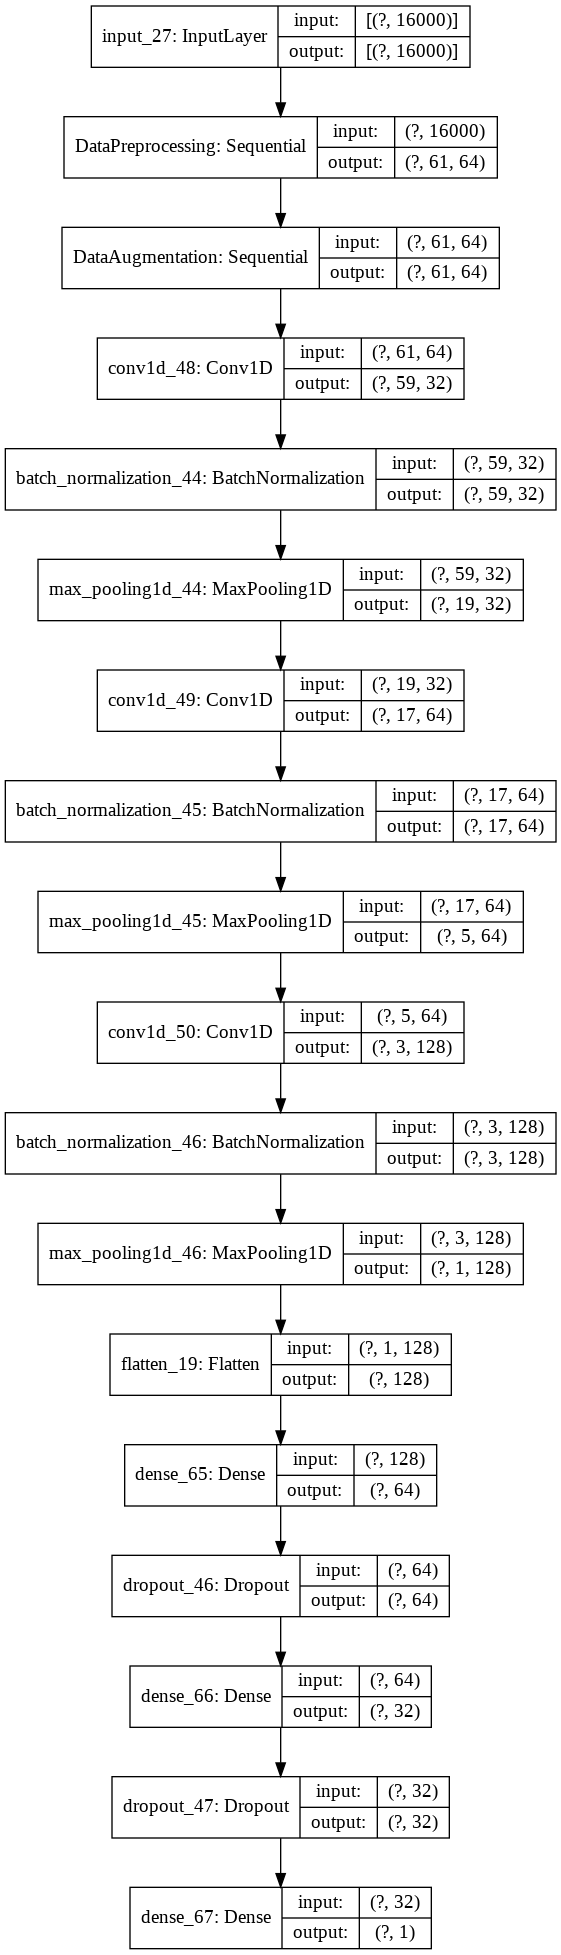 input_27: InputLayer
input: [(?, 16000)]
output: [(?, 16000)]
DataPreprocessing: Sequential
input: (?, 16000)
output: (?, 61, 64)
DataAugmentation: Sequential
input: (?, 61, 64)
output: (?, 61, 64)
conv1d_48: Conv1D
input: (?, 61, 64)
output: (?, 59, 32)
batch_normalization_44: BatchNormalization
input: (?, 59, 32)
output: (?, 59, 32)
max_pooling1d_44: MaxPooling1D
input: (?, 59, 32)
output: (?, 19, 32)
conv1d_49: Conv1D
input: (?, 19, 32)
output: (?, 17, 64)
batch_normalization_45: BatchNormalization
input: (?, 17, 64)
output: (?, 17, 64)
max_pooling1d_45: MaxPooling1D
input: (?, 17, 64)
output: (?, 5, 64)
conv1d_50: Conv1D
input: (?, 5, 64)
output: (?, 3, 128)
batch_normalization_46: BatchNormalization
input: (?, 3, 128)
output: (?, 3, 128)
max_pooling1d_46: MaxPooling1D
input: (?, 3, 128)
output: (?, 1, 128)
flatten_19: Flatten
input: (?, 1, 128)
output: (?, 128)
dense_65: Dense
input: (?, 128)
output: (?, 64)
dropout_46: Dropout
input: (?, 64)
output: (?, 64)
dense_66: Dense
input: (?, 64)
output: (?, 32)
dropout_47: Dropout
input: (?, 32)
output: (?, 32)
dense_67: Dense
input: (?, 32)
output: (?, 1)